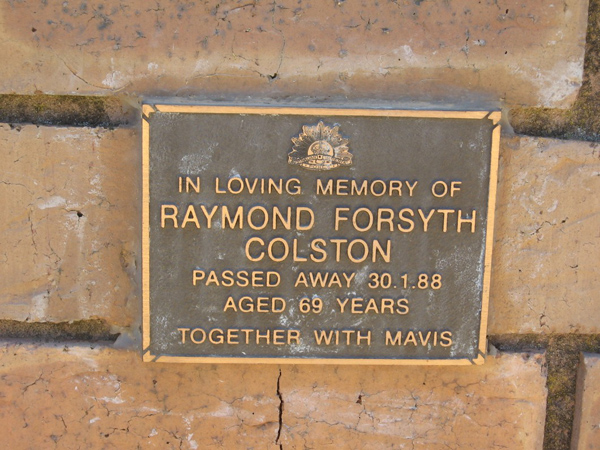 IN LOVING MEMORY OF
RAYMOND FORSYTH
COLSTON
PASSED AWAY 30.1.88
AGED 69 YEARS
TOGETHER WITH MAVIS